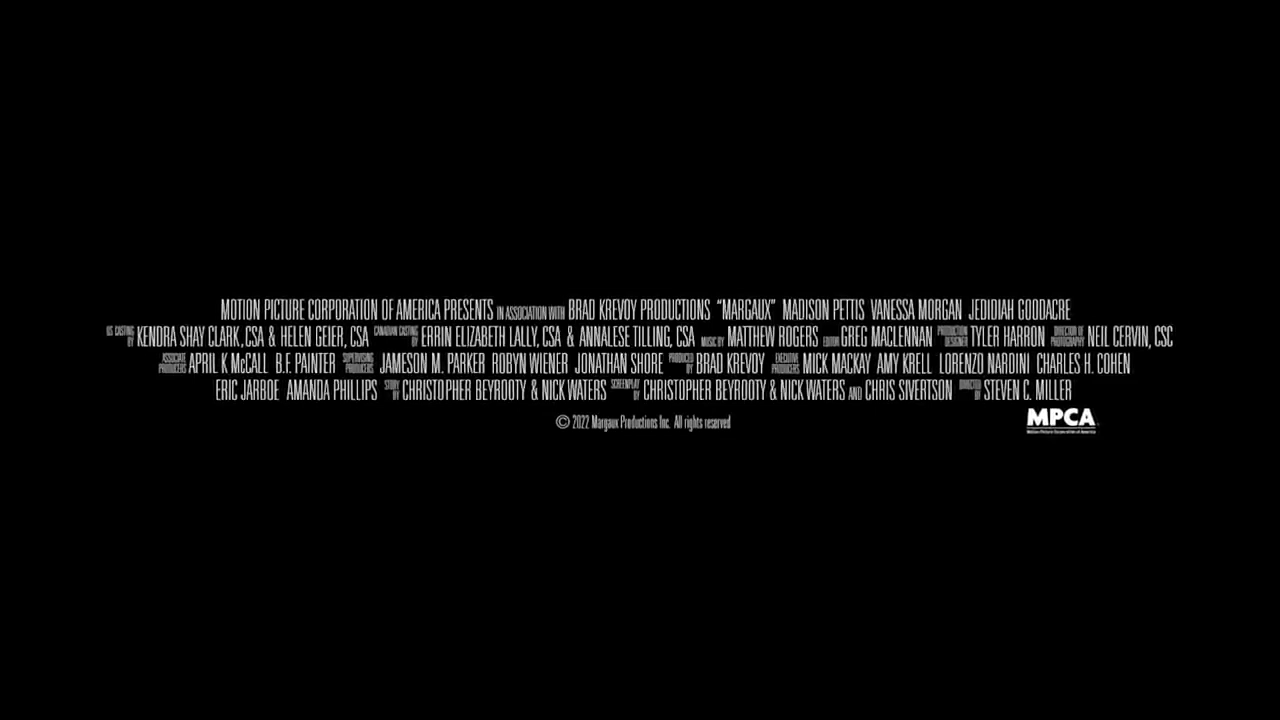 MOTION PICTURE CORPORATION OF AMERICA PRESENTS IN ASSOCIATION WITH BRAD KREVOY PRODUCTIONS “MARGAUX” MADISON PETTIS VANESSA MORGAN JEDIDIAH GOODACRE
US CASTING BY KENDRA SHAY CLARK, CSA & HELEN GEIER, CSA CANADIAN CASTING BY ERRIN ELIZABETH LALLY, CSA & ANNALESE TILLING, CSA MUSIC BY MATTHEW ROGERS EDITOR GREG MACLENNAN PRODUCTION DESIGNER TYLER HARRON DIRECTOR OF PHOTOGRAPHY NEIL CERVIN, CSC
ASSOCIATE PRODUCERS APRIL K McCALL B.F. PAINTER SUPERVISING PRODUCERS JAMESON M. PARKER ROBYN WIENER JONATHAN SHORE PRODUCED BY BRAD KREVOY EXECUTIVE PRODUCERS MICK MACKAY AMY KRELL LORENZO NARDINI CHARLES H. COHEN
ERIC JARBOE AMANDA PHILLIPS STORY BY CHRISTOPHER BEYROOTY & NICK WATERS SCREENPLAY BY CHRISTOPHER BEYROOTY & NICK WATERS AND CHRIS SIVERTSON DIRECTED BY STEVEN C. MILLER
© 2022 Margaux Productions Inc. All rights reserved
MPCA
Motion Picture Corporation of America